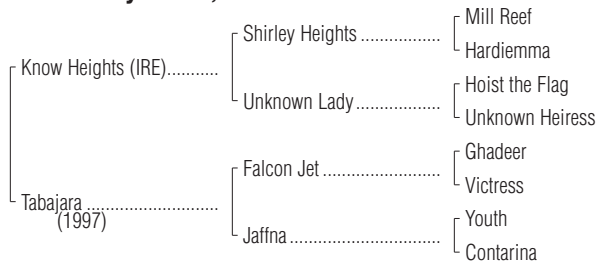 Mill Reef
Shirley Heights ..................
Hardiemma
Know Heights (IRE)...........
Hoist the Flag
Unknown Lady...................
Unknown Heiress
Ghadeer
Falcon Jet ..........................
Victress
Tabajara .............................
(1997)
Youth
Jaffna..................................
Contarina